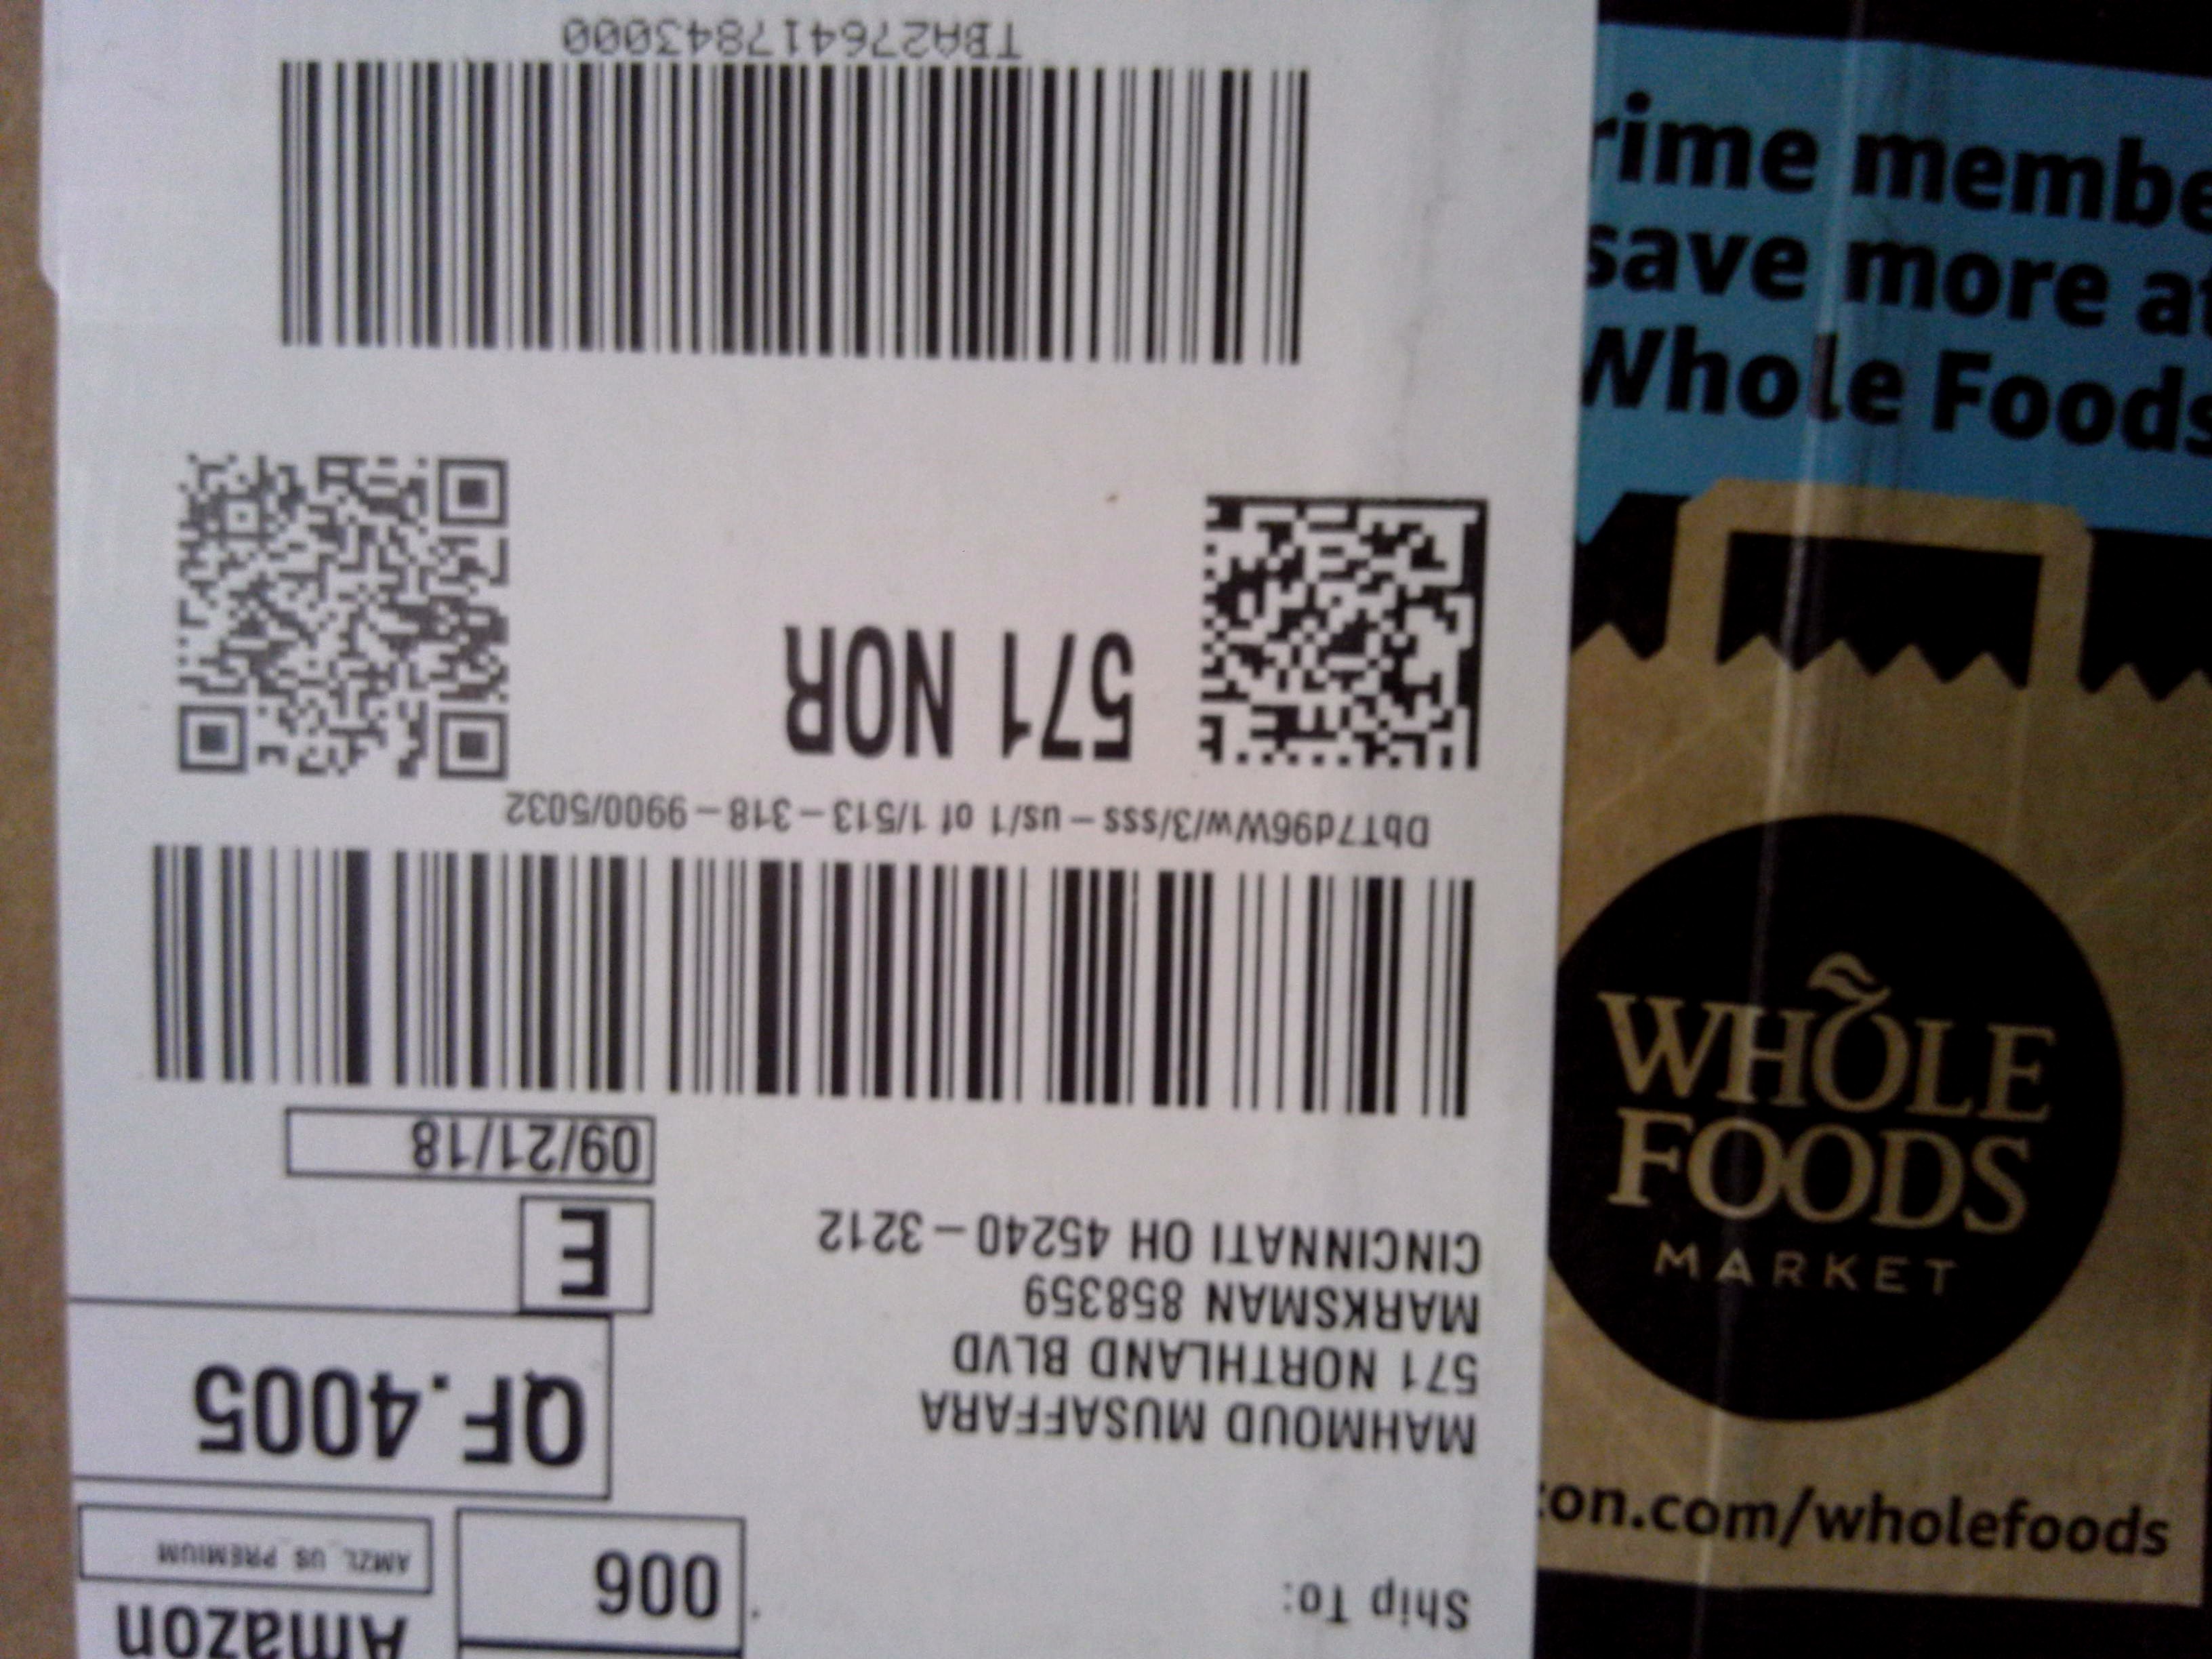 Amazon
AMZL_US_PREMIUM
006
Ship To:
MAHMOUD MUSAFFARA
571 NORTHLAND BLVD
MARKSMAN 858359
CINCINNATI OH 45240-3212
QF.4005
E
09/21/18
DbT7d96Ww/3/sss-us/1 of 1/513-318-9900/5032
571 NOR
TBA276417843000
rime membe
save more at
Whole Foods
WHOLE
FOODS
MARKET
zon.com/wholefoods